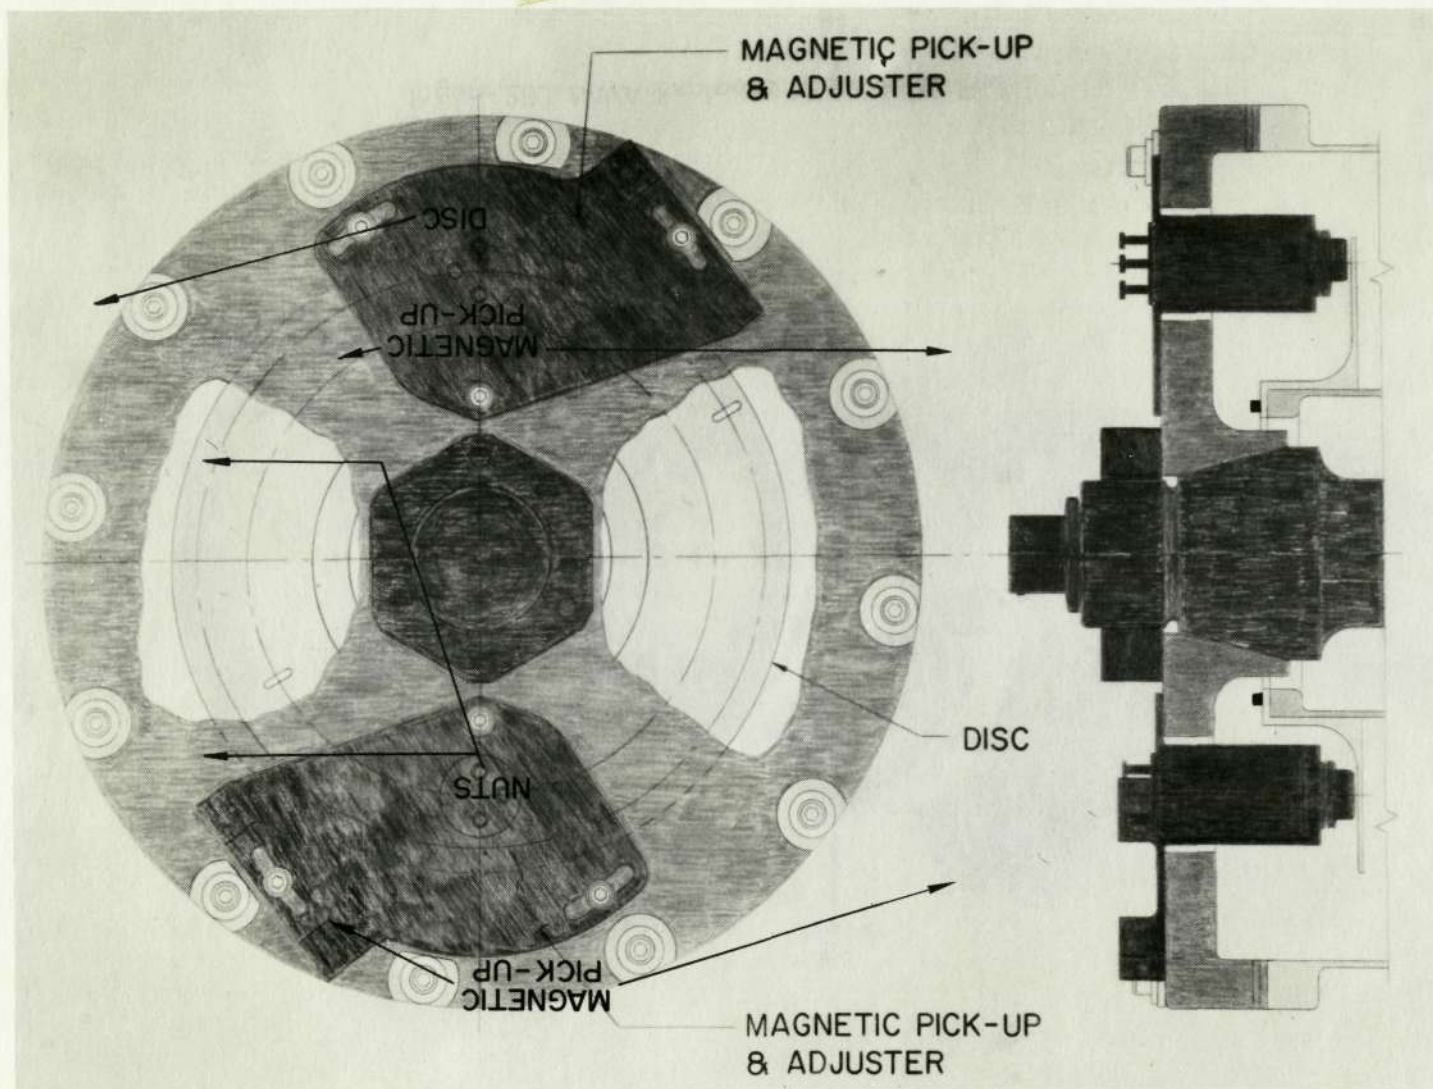 MAGNETIC PICK-UP
& ADJUSTER
DISC
MAGNETIC
PICK-UP
DISC
NUTS
MAGNETIC
PICK-UP
MAGNETIC PICK-UP
& ADJUSTER